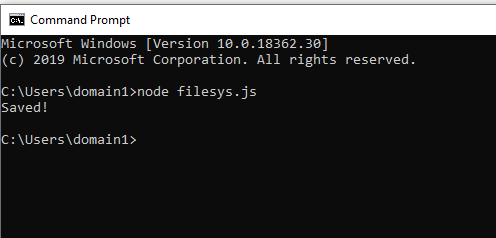 Command Prompt
Microsoft Windows [Version 10.0.18362.30]
(c) 2019 Microsoft Corporation. All rights reserved.
C:\Users\domain1>node filesys.js
Saved!
C:\Users\domain1>